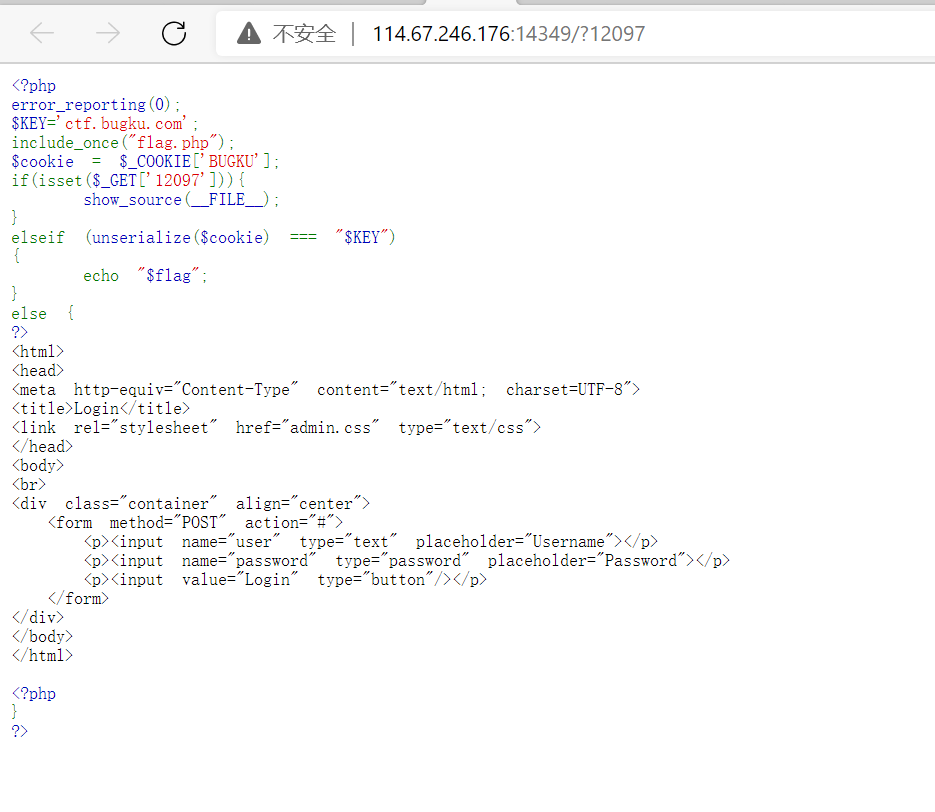 不安全 | 114.67.246.176:14349/?12097
<?php
error_reporting(0);
$KEY='ctf.bugku.com';
include_once("flag.php");
$cookie = $_COOKIE['BUGKU'];
if(isset($_GET['12097'])){
show_source(__FILE__);
}
elseif (unserialize($cookie) === "$KEY")
{
echo "$flag";
}
else {
?>
<html>
<head>
<meta http-equiv="Content-Type" content="text/html; charset=UTF-8">
<title>Login</title>
<link rel="stylesheet" href="admin.css" type="text/css">
</head>
<body>
<br>
<div class="container" align="center">
<form method="POST" action="#">
<p><input name="user" type="text" placeholder="Username"></p>
<p><input name="password" type="password" placeholder="Password"></p>
<p><input value="Login" type="button"/></p>
</form>
</div>
</body>
</html>
<?php
}
?>